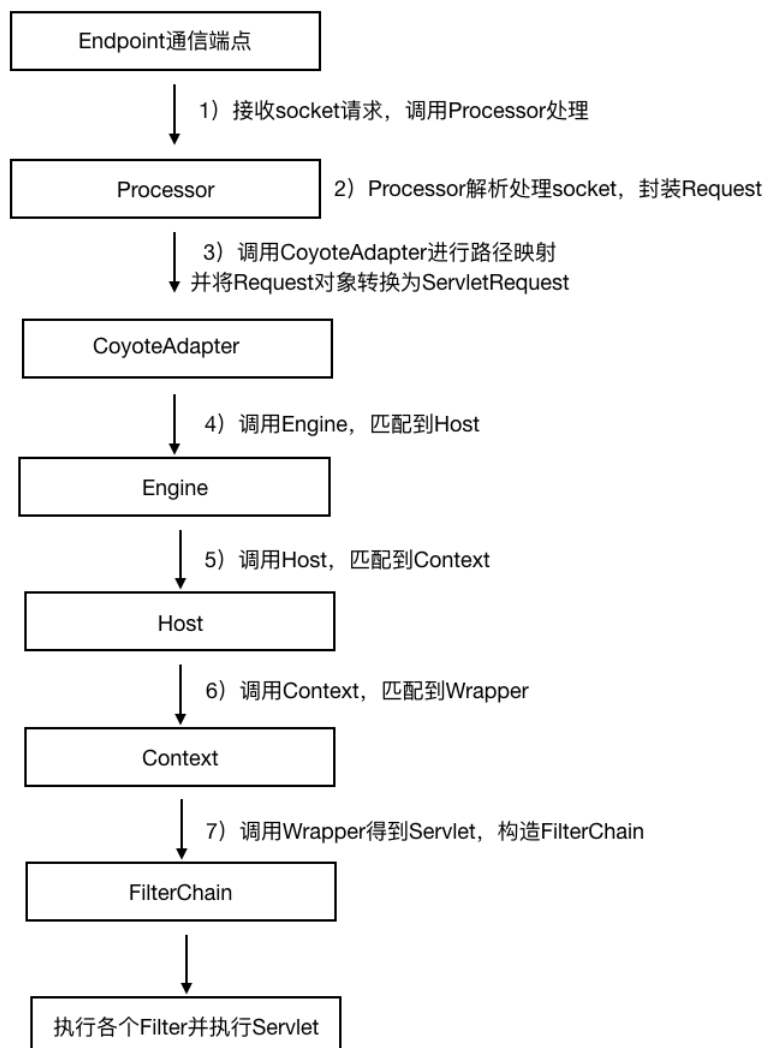 Endpoint通信端点
1）接收socket请求，调用Processor处理
Processor
2）Processor解析处理socket，封装Request
3）调用CoyoteAdapter进行路径映射
并将Request对象转换为ServletRequest
CoyoteAdapter
4）调用Engine，匹配到Host
Engine
5）调用Host，匹配到Context
Host
6）调用Context，匹配到Wrapper
Context
7）调用Wrapper得到Servlet，构造FilterChain
FilterChain
执行各个Filter并执行Servlet